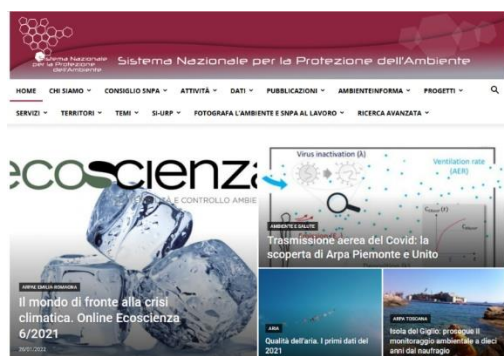 Sistema Nazionale
per la Protezione
dell'Ambiente
Sistema Nazionale per la Protezione dell'Ambiente
HOME CHI SIAMO CONSIGLIO SNPA ATTIVITÀ DATI PUBBLICAZIONI AMBIENTEINFORMA PROGETTI
SERVIZI TERRITORI TEMI SI-URP FOTOGRAFA L'AMBIENTE E SNPA AL LAVORO RICERCA AVANZATA
ecoscienza
CONTROLLO AMBIE
ARPAE EMILIA-ROMAGNA
Il mondo di fronte alla crisi
climatica. Online Ecoscienza
6/2021
Virus inactivation (λ)
Ventilation rate
(AER)
AMBIENTE E SALUTE
Trasmissione aerea del Covid: la
scoperta di Arpa Piemonte e Unito
ARIA
Qualità dell'aria. I primi dati del
2021
ARPA TOSCANA
Isola del Giglio: prosegue il
monitoraggio ambientale a dieci
anni dal naufragio